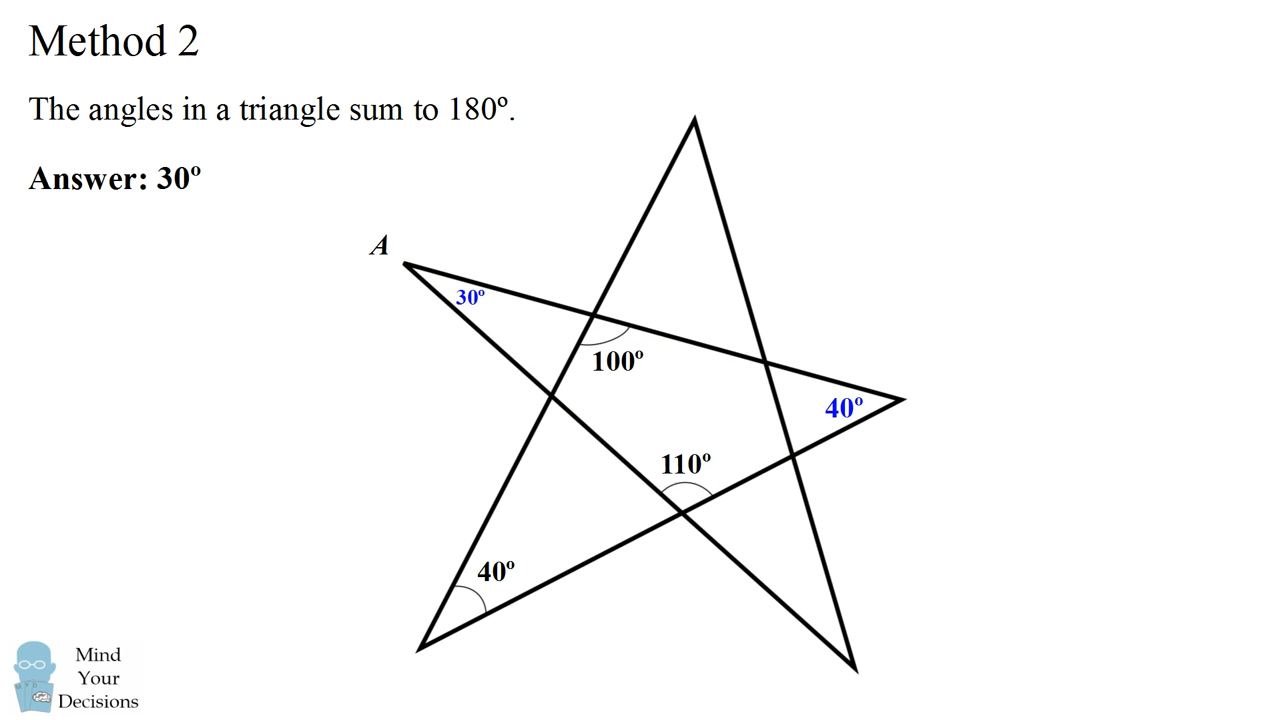 Method 2
The angles in a triangle sum to 180º.
Answer: 30º
A
30º
100º
40º
110º
40º
Mind
Your
Decisions